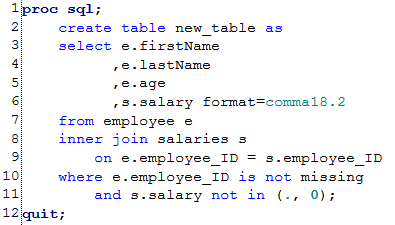 1 proc sql;
2     create table new_table as
3     select e.firstName
4           ,e.lastName
5           ,e.age
6           ,s.salary format=comma18.2
7     from employee e
8     inner join salaries s
9         on e.employee_ID = s.employee_ID
10     where e.employee_ID is not missing
11         and s.salary not in (., 0);
12 quit;